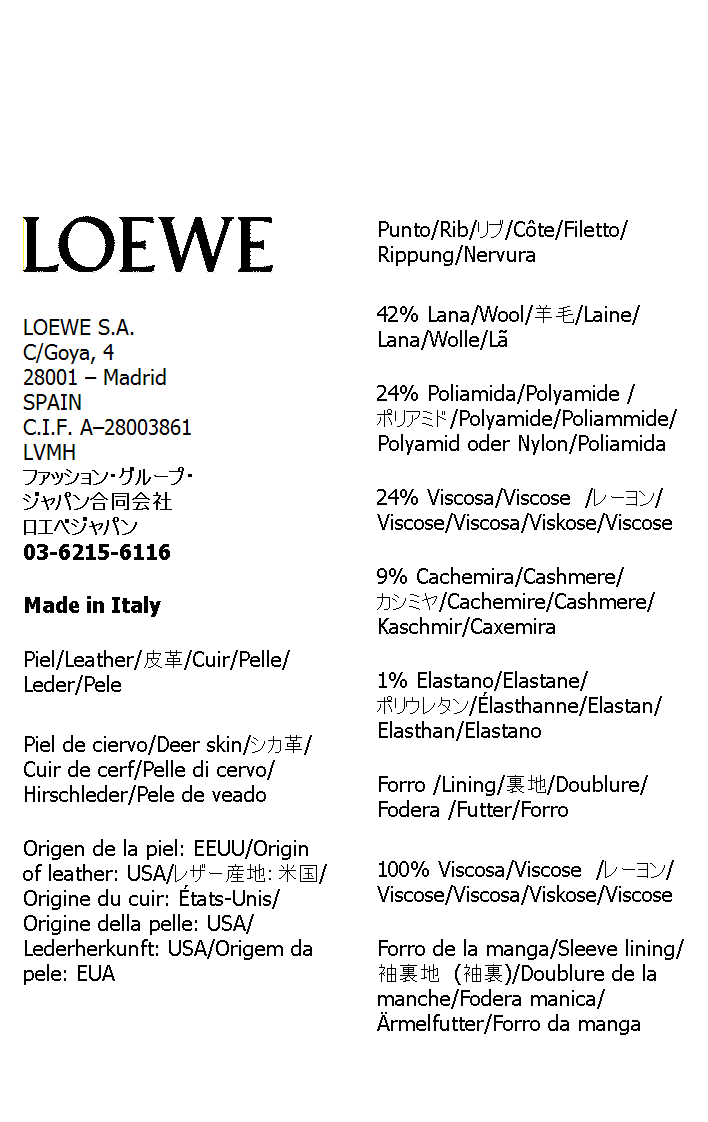 LOEWE
LOEWE S.A.
C/Goya, 4
28001 – Madrid
SPAIN
C.I.F. A–28003861
LVMH
ファッション・グループ・
ジャパン合同会社
ロエベジャパン
03-6215-6116
Made in Italy
Piel/Leather/皮革/Cuir/Pelle/
Leder/Pele
Piel de ciervo/Deer skin/シカ革/
Cuir de cerf/Pelle di cervo/
Hirschleder/Pele de veado
Origen de la piel: EEUU/Origin
of leather: USA/レザー産地: 米国/
Origine du cuir: États-Unis/
Origine della pelle: USA/
Lederherkunft: USA/Origem da
pele: EUA
Punto/Rib/リブ/Côte/Filetto/
Rippung/Nervura
42% Lana/Wool/羊毛/Laine/
Lana/Wolle/Lã
24% Poliamida/Polyamide /
ポリアミド/Polyamide/Poliammide/
Polyamid oder Nylon/Poliamida
24% Viscosa/Viscose /レーヨン/
Viscose/Viscosa/Viskose/Viscose
9% Cachemira/Cashmere/
カシミヤ/Cachemire/Cashmere/
Kaschmir/Caxemira
1% Elastano/Elastane/
ポリウレタン/Élasthanne/Elastan/
Elasthan/Elastano
Forro /Lining/裏地/Doublure/
Fodera /Futter/Forro
100% Viscosa/Viscose /レーヨン/
Viscose/Viscosa/Viskose/Viscose
Forro de la manga/Sleeve lining/
袖裏地 (袖裏)/Doublure de la
manche/Fodera manica/
Ärmelfutter/Forro da manga